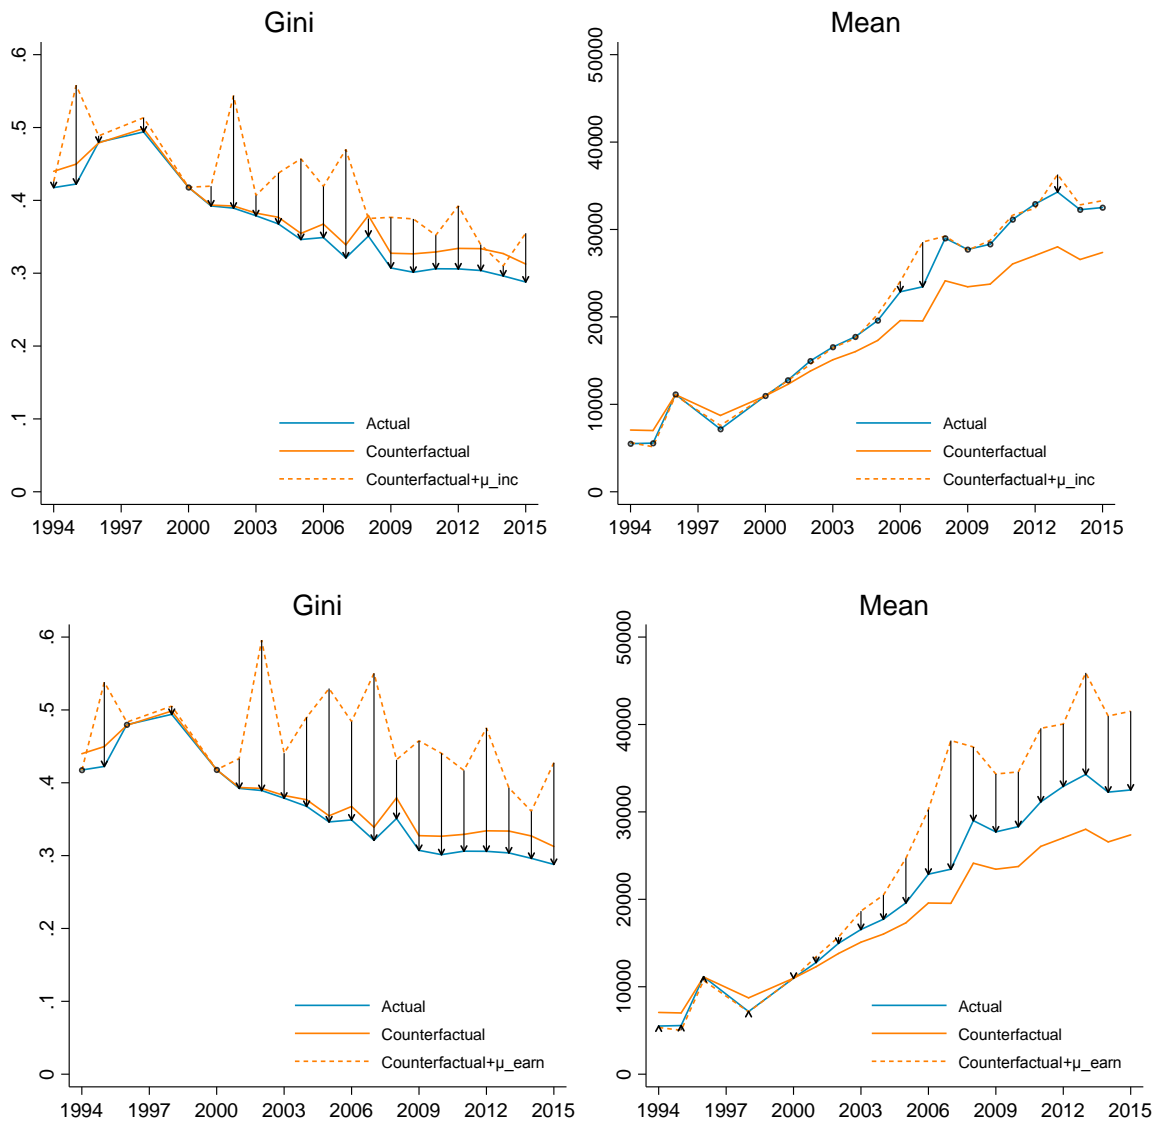 Gini
Mean
.6
.5
.4
.3
.2
.1
0
50000
40000
30000
20000
10000
0
Actual
Counterfactual
Counterfactual+μ_inc
Actual
Counterfactual
Counterfactual+μ_inc
1994 1997 2000 2003 2006 2009 2012 2015
1994 1997 2000 2003 2006 2009 2012 2015
Gini
Mean
.6
.5
.4
.3
.2
.1
0
50000
40000
30000
20000
10000
0
Actual
Counterfactual
Counterfactual+μ_earn
Actual
Counterfactual
Counterfactual+μ_earn
1994 1997 2000 2003 2006 2009 2012 2015
1994 1997 2000 2003 2006 2009 2012 2015